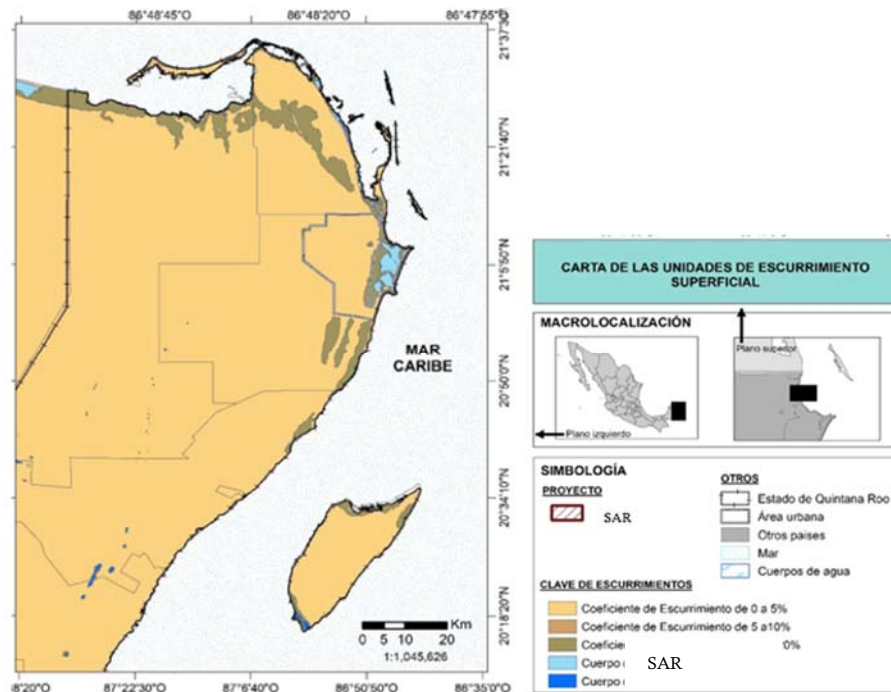 86°48'45"O 86°48'20"O 86°47'55"O
21°37'30"
21°21'40"N
21°5'50"N
20°50'0"N
20°34'10"N
20°18'20"N
MAR
CARIBE
Km
0 5 10 20
1:1,045,626
8°20"O 87°22'30"O 87°6'40"O 86°50'50"O 86°35'0"O
CARTA DE LAS UNIDADES DE ESCURRIMIENTO
SUPERFICIAL
MACROLOCALIZACIÓN
Plano superior
Plano izquierdo
SIMBOLOGÍA
PROYECTO
SAR
OTROS
Estado de Quintana Roo
Área urbana
Otros paises
Mar
Cuerpos de agua
CLAVE DE ESCURRIMIENTOS
Coeficiente de Escurrimiento de 0 a 5%
Coeficiente de Escurrimiento de 5 a10%
Coeficie 0%
Cuerpo SAR
Cuerpo